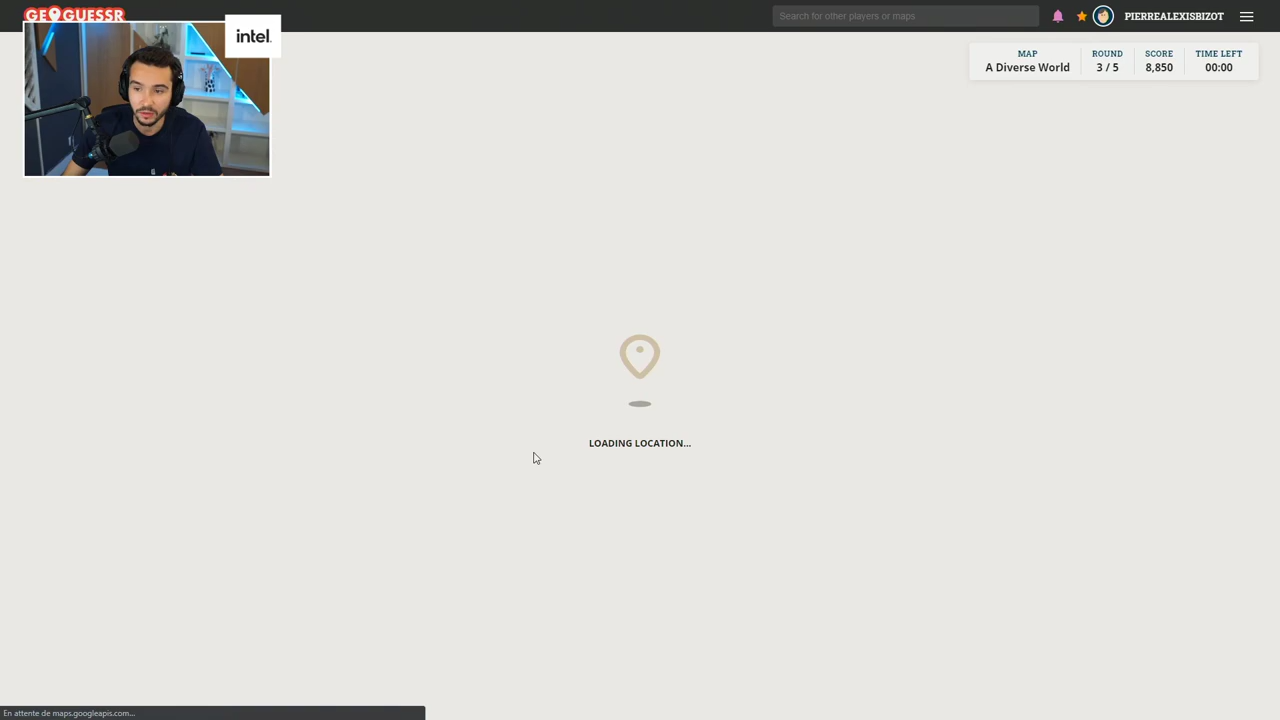 GEOGUESSR
intel.
Search for other players or maps
PIERREALEXISBIZOT
MAP
A Diverse World
ROUND
3 / 5
SCORE
8,850
TIME LEFT
00:00
LOADING LOCATION...
En attente de maps.googleapis.com...